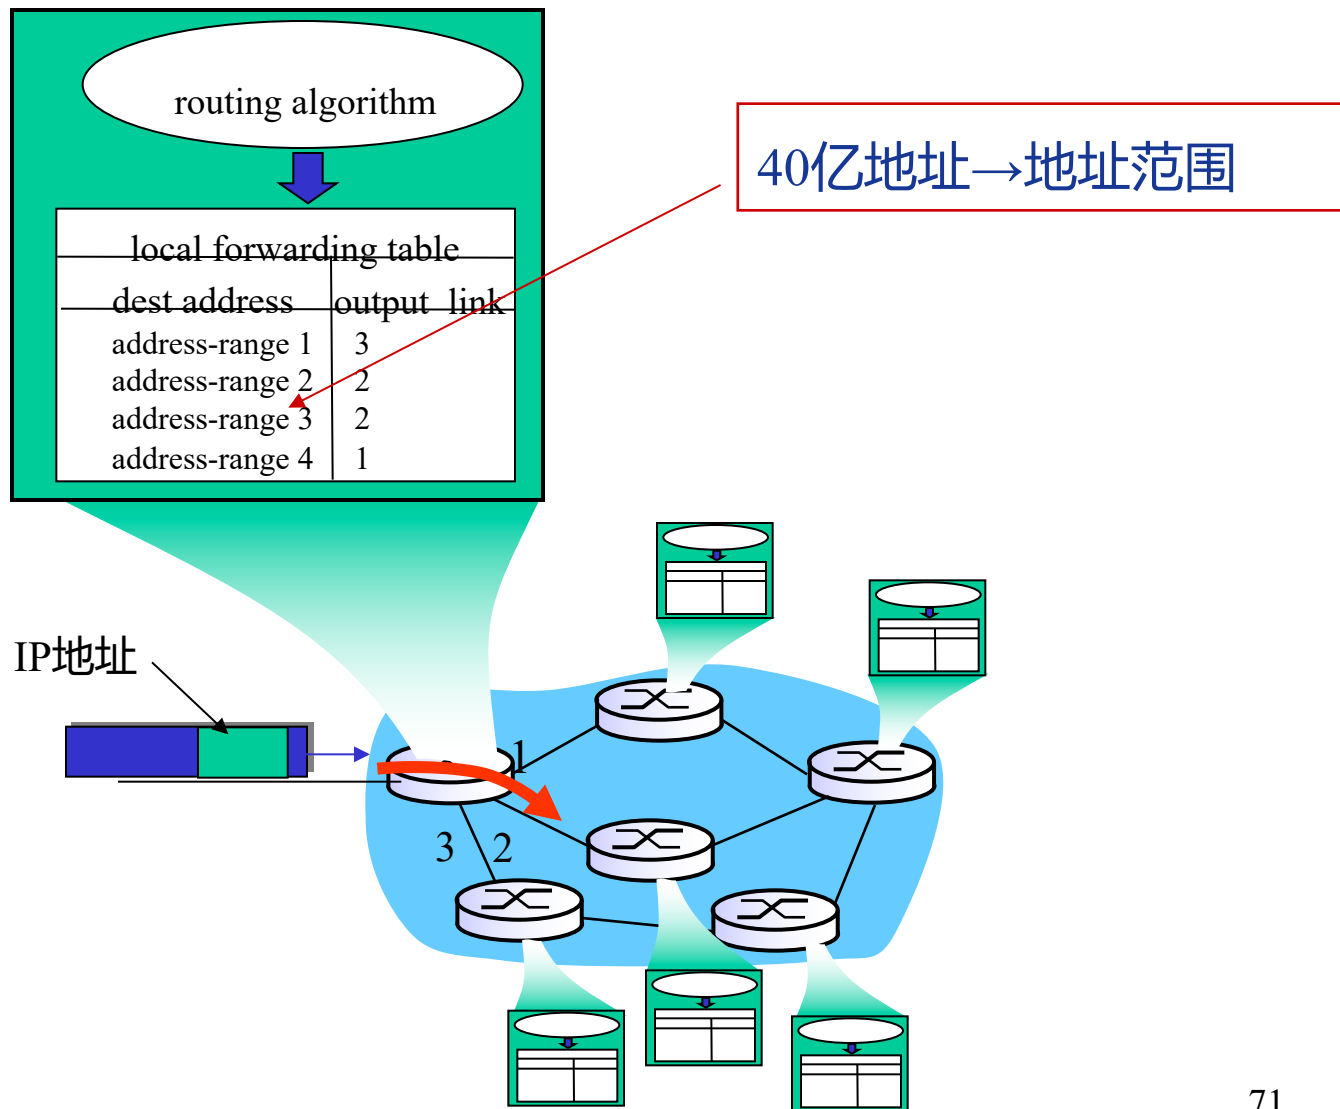 routing algorithm
40亿地址→地址范围
local forwarding table
dest address output link
address-range 1 3
address-range 2 2
address-range 3 2
address-range 4 1
IP地址
1
3 2
71